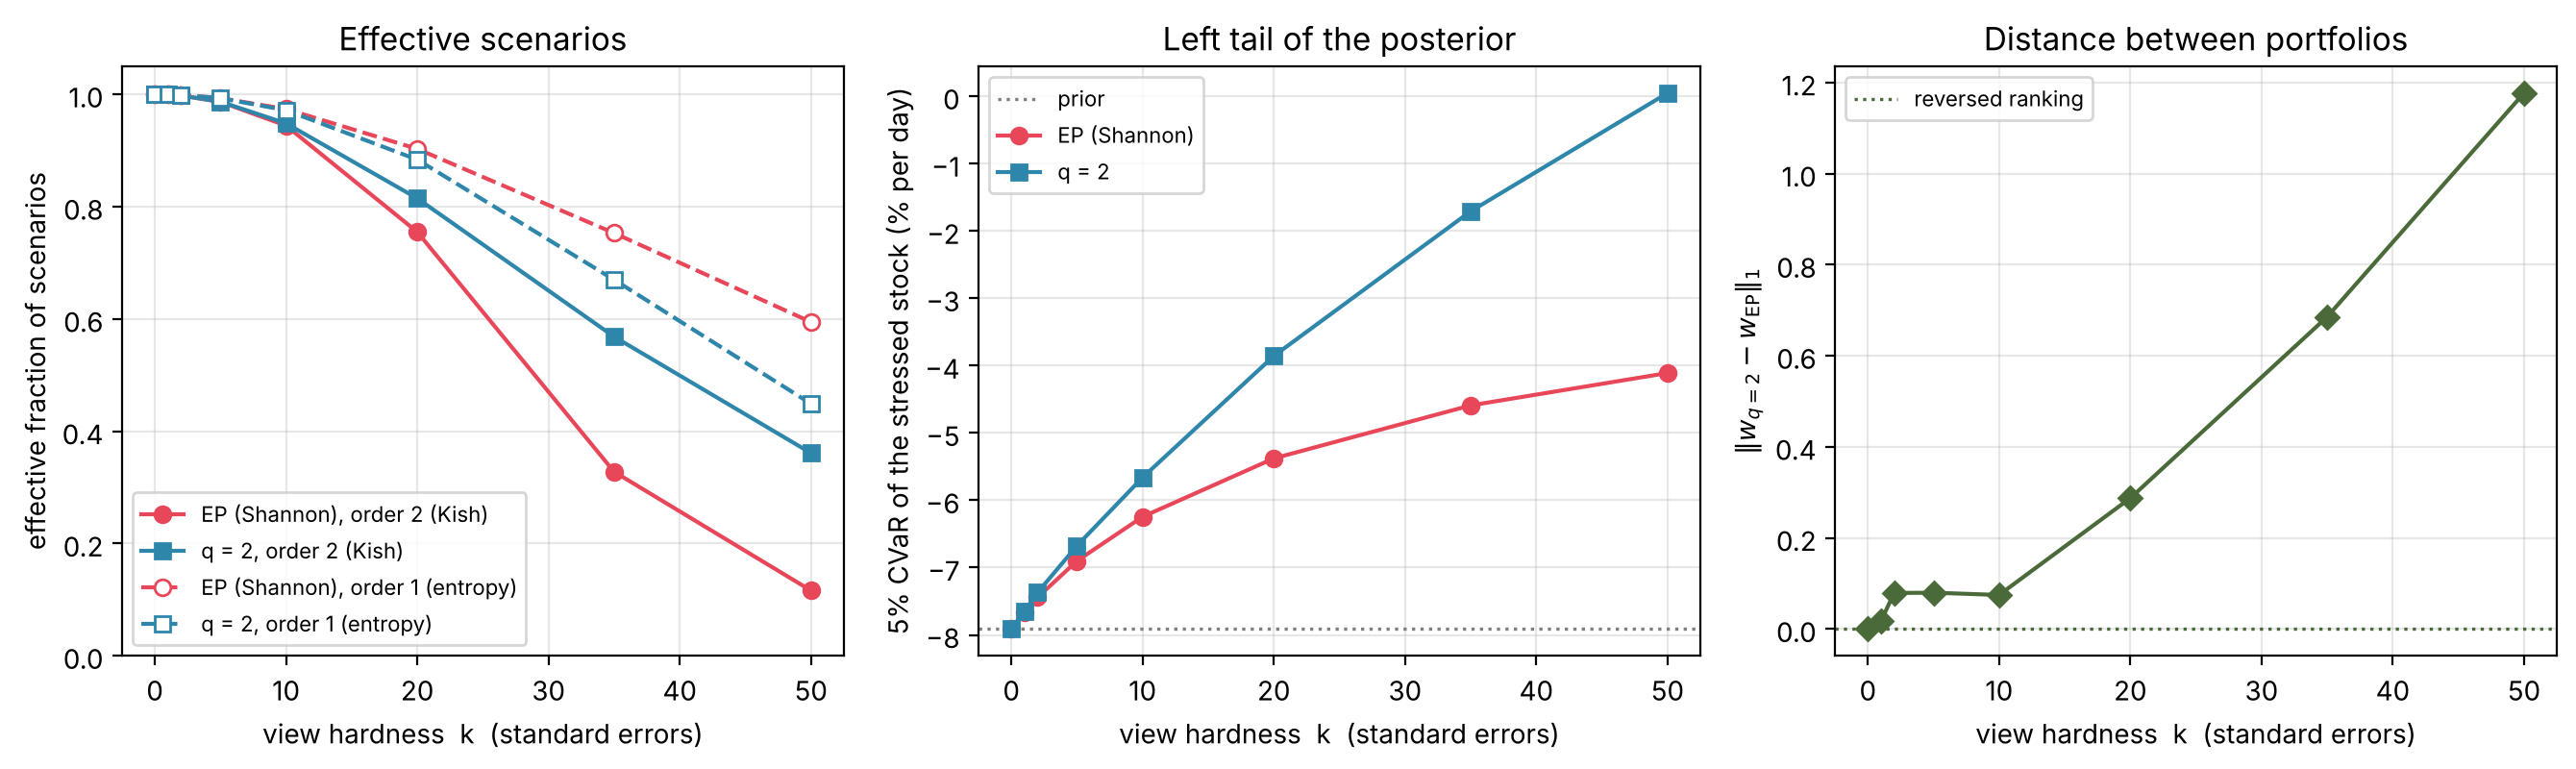 Effective scenarios
effective fraction of scenarios
1.0
0.8
0.6
0.4
0.2
0.0
EP (Shannon), order 2 (Kish)
q = 2, order 2 (Kish)
EP (Shannon), order 1 (entropy)
q = 2, order 1 (entropy)
0 10 20 30 40 50
view hardness k (standard errors)
Left tail of the posterior
5% CVaR of the stressed stock (% per day)
0
−1
−2
−3
−4
−5
−6
−7
−8
prior
EP (Shannon)
q = 2
0 10 20 30 40 50
view hardness k (standard errors)
Distance between portfolios
‖w_{q = 2} − w_{EP}‖₁
1.2
1.0
0.8
0.6
0.4
0.2
0.0
reversed ranking
0 10 20 30 40 50
view hardness k (standard errors)